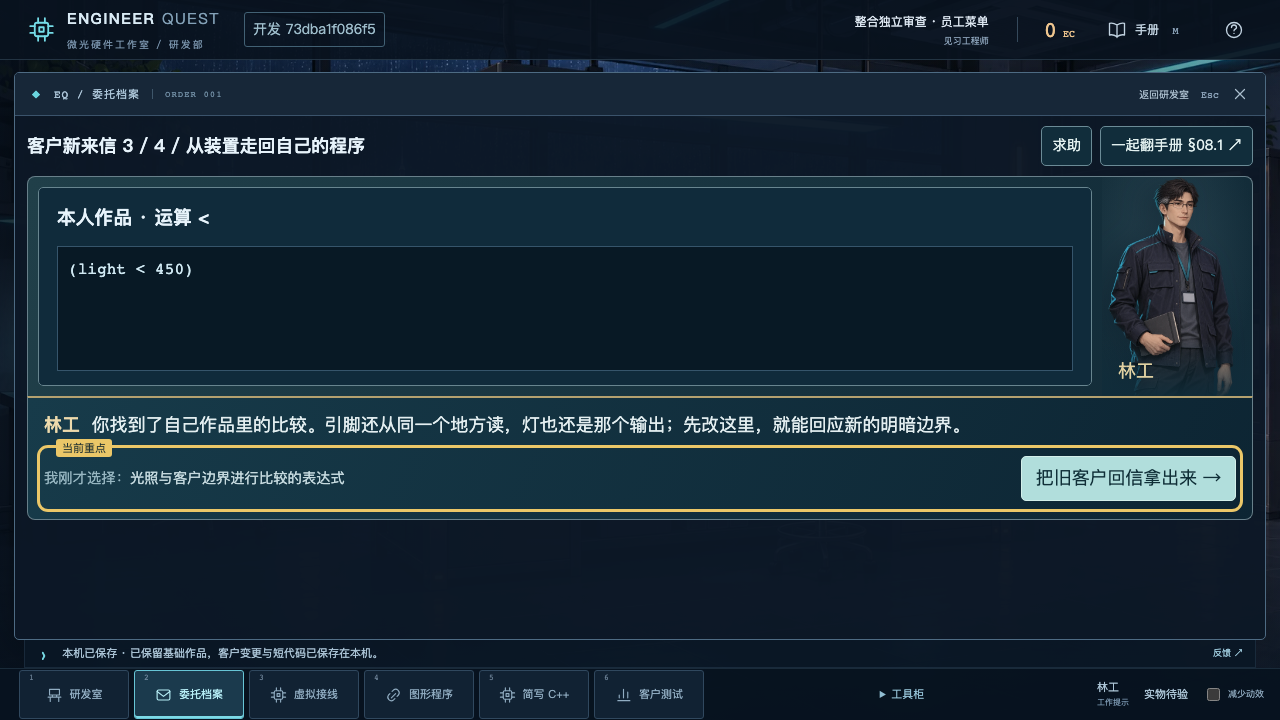 ENGINEER QUEST
微光硬件工作室 / 研发部
开发 73dba1f086f5
整合独立审查 · 员工菜单
见习工程师
0 EC
手册 M
EQ / 委托档案 ORDER 001
返回研发室 Esc
客户新来信 3 / 4 / 从装置走回自己的程序
求助
一起翻手册 §08.1 ↗
本人作品 · 运算 <
(light < 450)
林工
林工 你找到了自己作品里的比较。引脚还从同一个地方读，灯也还是那个输出；先改这里，就能回应新的明暗边界。
当前重点
我刚才选择：光照与客户边界进行比较的表达式
把旧客户回信拿出来 →
本机已保存 · 已保留基础作品，客户变更与短代码已保存在本机。
反馈 ↗
1 研发室
2 委托档案
3 虚拟接线
4 图形程序
5 简写 C++
6 客户测试
工具柜
林工
工作提示
实物待验
减少动效